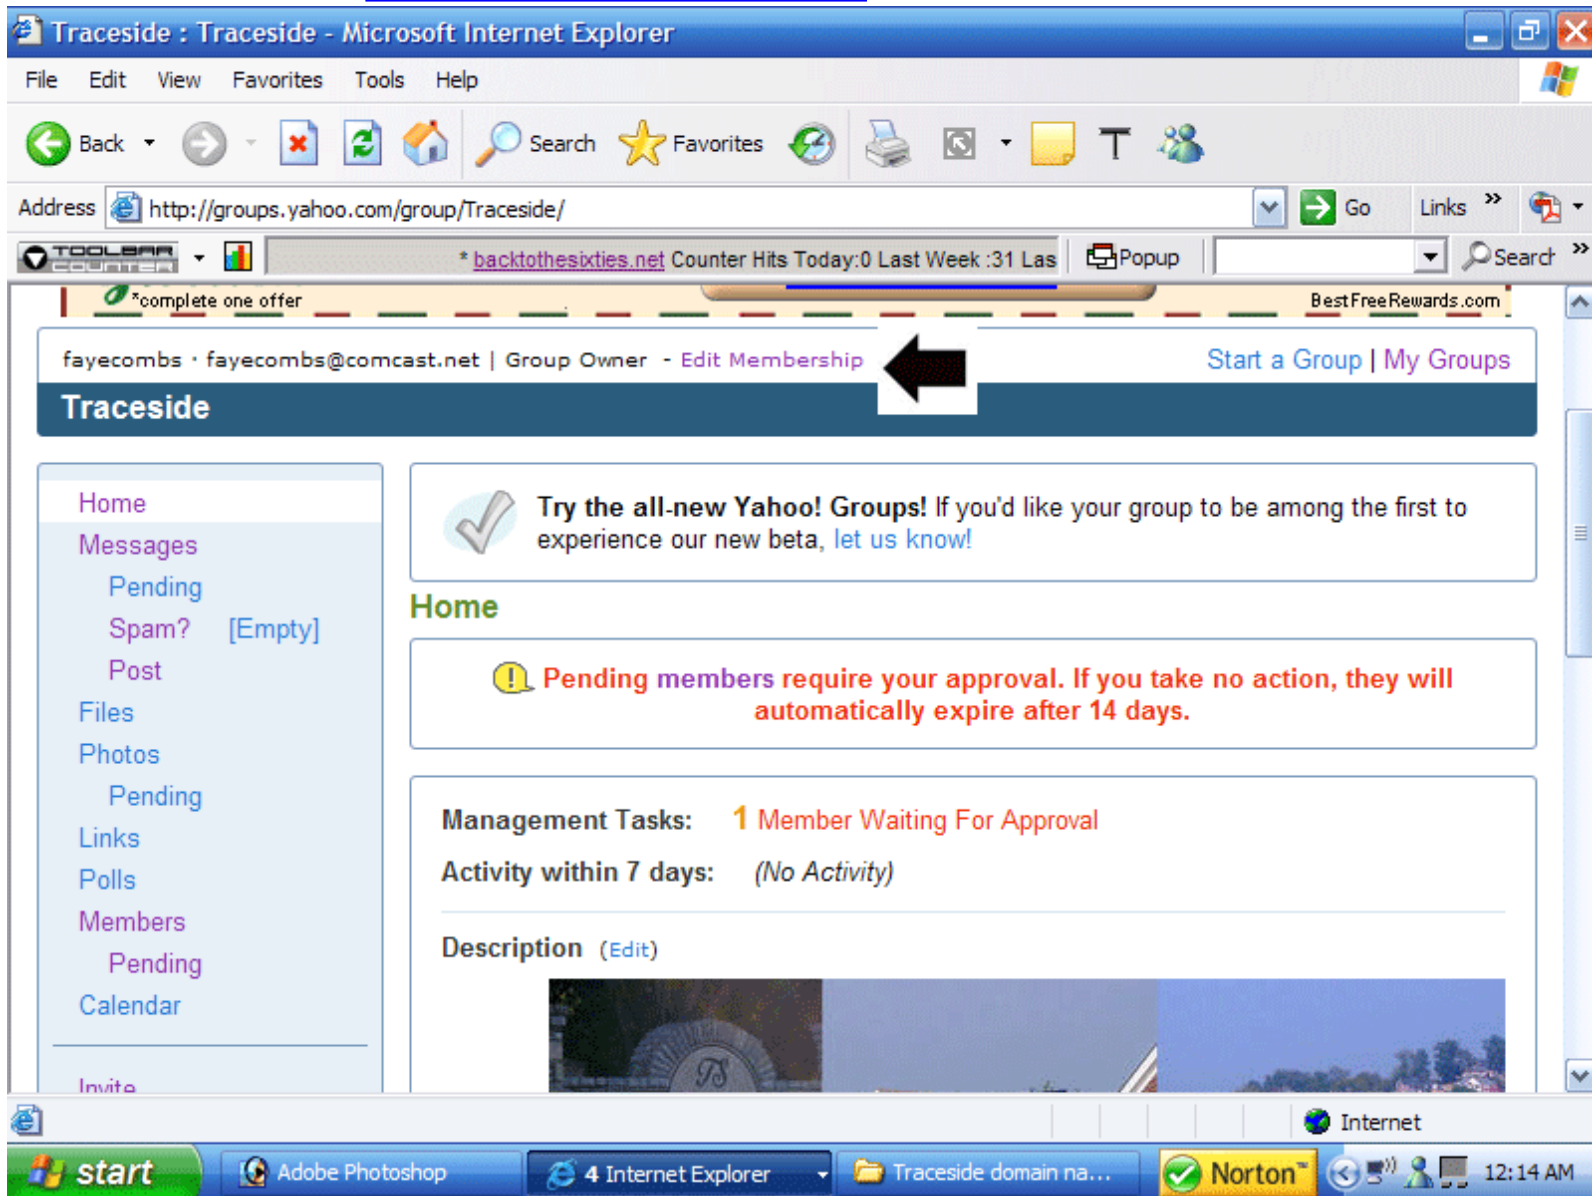 Traceside : Traceside - Microsoft Internet Explorer
File Edit View Favorites Tools Help
Back Search Favorites
Address http://groups.yahoo.com/group/Traceside/ Go Links »
TOOLBAR COUNTER * backtothesixties.net Counter Hits Today:0 Last Week :31 Las Popup Search »
*complete one offer BestFreeRewards.com
fayecombs · fayecombs@comcast.net | Group Owner - Edit Membership Start a Group | My Groups
Traceside
Home
Messages
Pending
Spam? [Empty]
Post
Files
Photos
Pending
Links
Polls
Members
Pending
Calendar
Invite
Try the all-new Yahoo! Groups! If you'd like your group to be among the first to
experience our new beta, let us know!
Home
Pending members require your approval. If you take no action, they will
automatically expire after 14 days.
Management Tasks: 1 Member Waiting For Approval
Activity within 7 days: (No Activity)
Description (Edit)
TS
Internet
start Adobe Photoshop 4 Internet Explorer Traceside domain na... Norton™ 12:14 AM